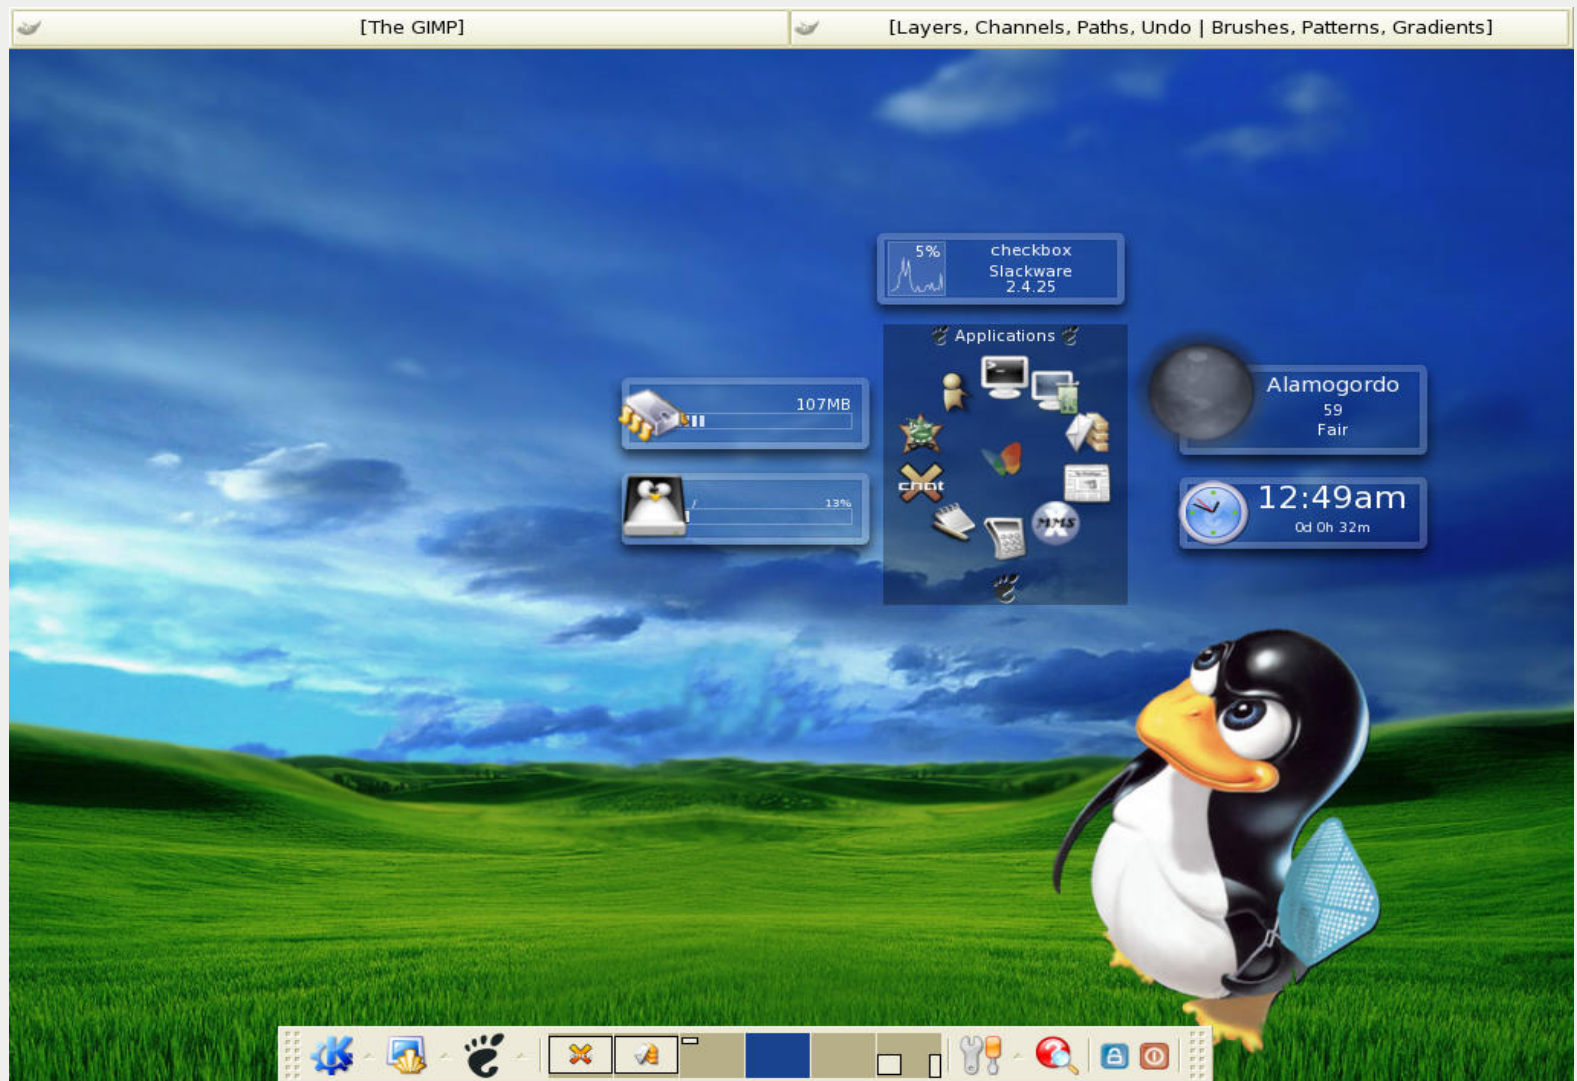 [The GIMP]
[Layers, Channels, Paths, Undo | Brushes, Patterns, Gradients]
5%
checkbox
Slackware
2.4.25
Applications
107MB
/
13%
chat
MMS
Alamogordo
59
Fair
12:49am
0d 0h 32m